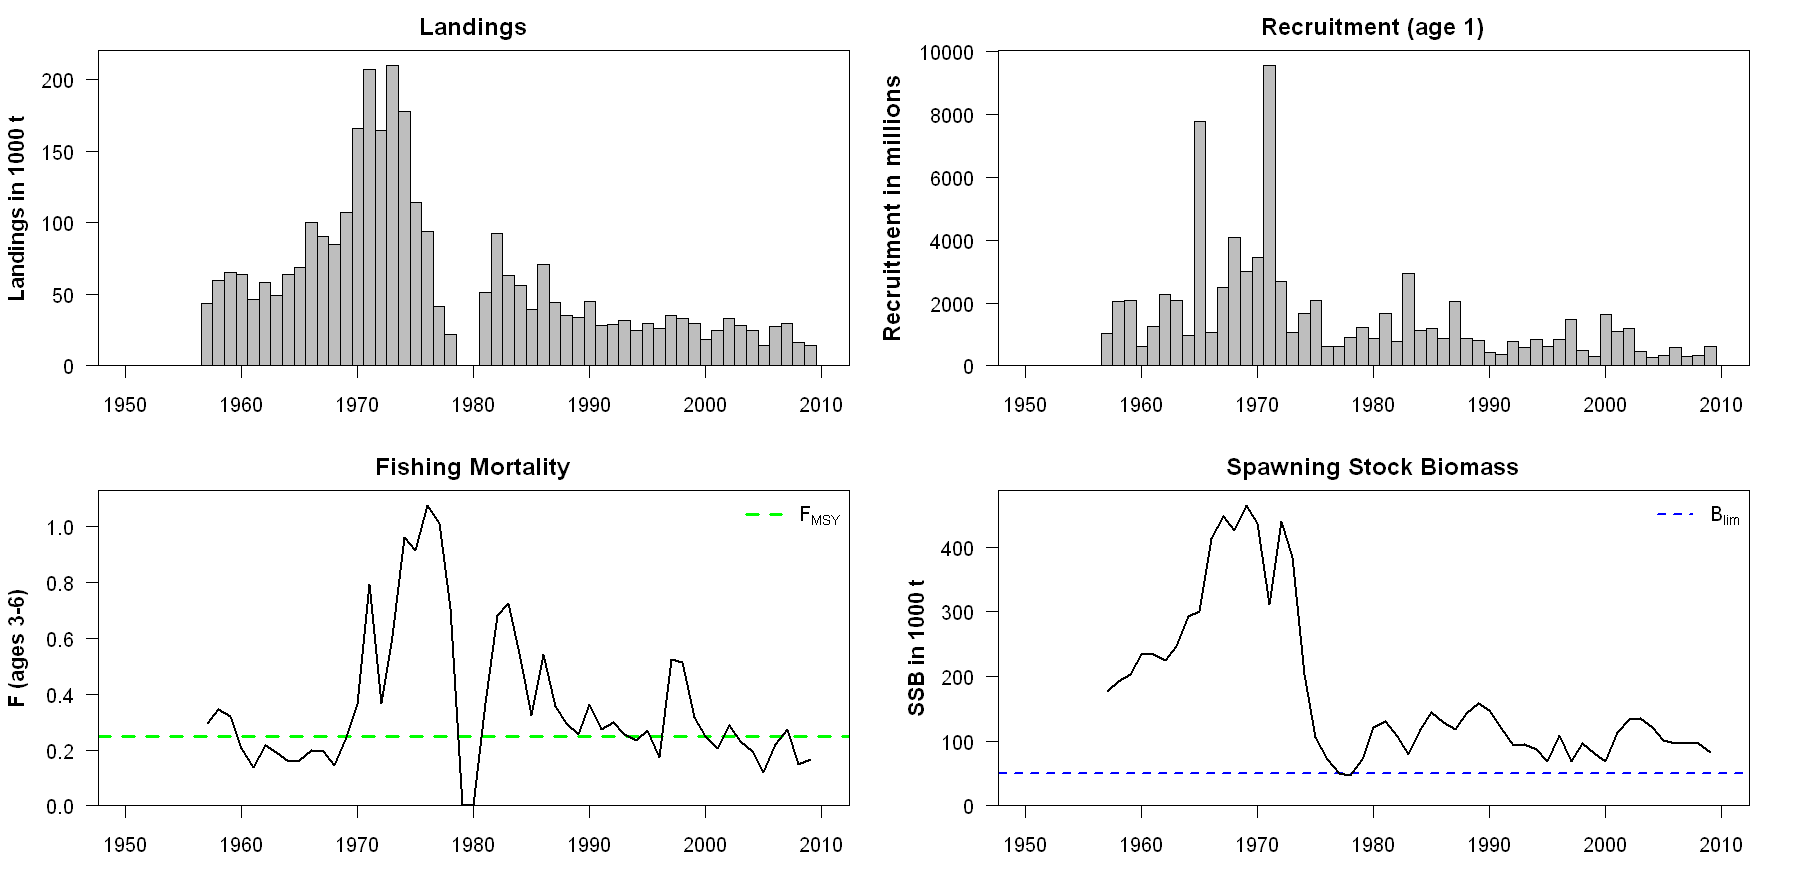 Landings
Landings in 1000 t
200
150
100
50
0
1950 1960 1970 1980 1990 2000 2010
Recruitment (age 1)
Recruitment in millions
10000
8000
6000
4000
2000
0
1950 1960 1970 1980 1990 2000 2010
Fishing Mortality
F (ages 3-6)
1.0
0.8
0.6
0.4
0.2
0.0
FMSY
1950 1960 1970 1980 1990 2000 2010
Spawning Stock Biomass
SSB in 1000 t
400
300
200
100
0
Blim
1950 1960 1970 1980 1990 2000 2010